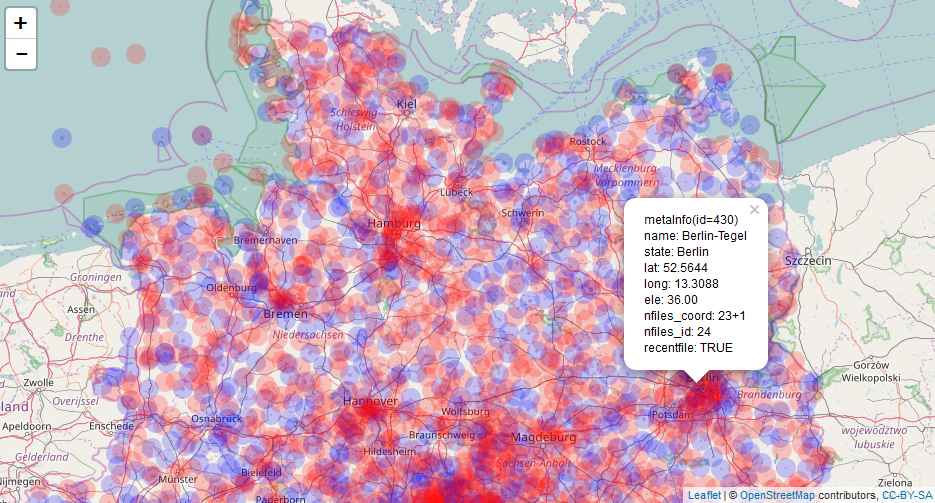 +
−
Kiel
Schleswig-
Holstein
Rostock
Mecklenburg-
Vorpommern
Lübeck
Schwerin
Hamburg
Bremerhaven
Szczecin
Groningen
Oldenburg
Assen
Bremen
Drenthe
Niedersachsen
×
metaInfo(id=430)
name: Berlin-Tegel
state: Berlin
lat: 52.5644
long: 13.3088
ele: 36.00
nfiles_coord: 23+1
nfiles_id: 24
recentfile: TRUE
Gorzów
Wielkopolski
Zwolle
Overijssel
Hannover
Wolfsburg
Brandenburg
Potsdam
Apeldoorn
Enschede
Osnabrück
Braunschweig
Magdeburg
województwo
lubuskie
Hildesheim
Gelderland
Sachsen-Anhalt
Bielefeld
Münster
Paderborn
Zielona
Leaflet | © OpenStreetMap contributors, CC-BY-SA